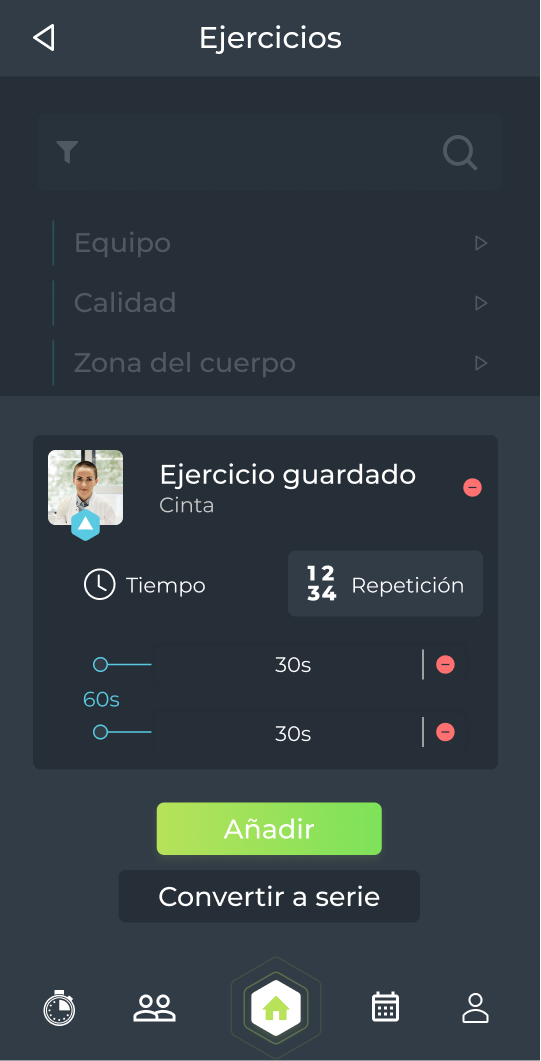 Ejercicios
Equipo
Calidad
Zona del cuerpo
Ejercicio guardado
Cinta
Tiempo
12
34
Repetición
30s
60s
30s
Añadir
Convertir a serie